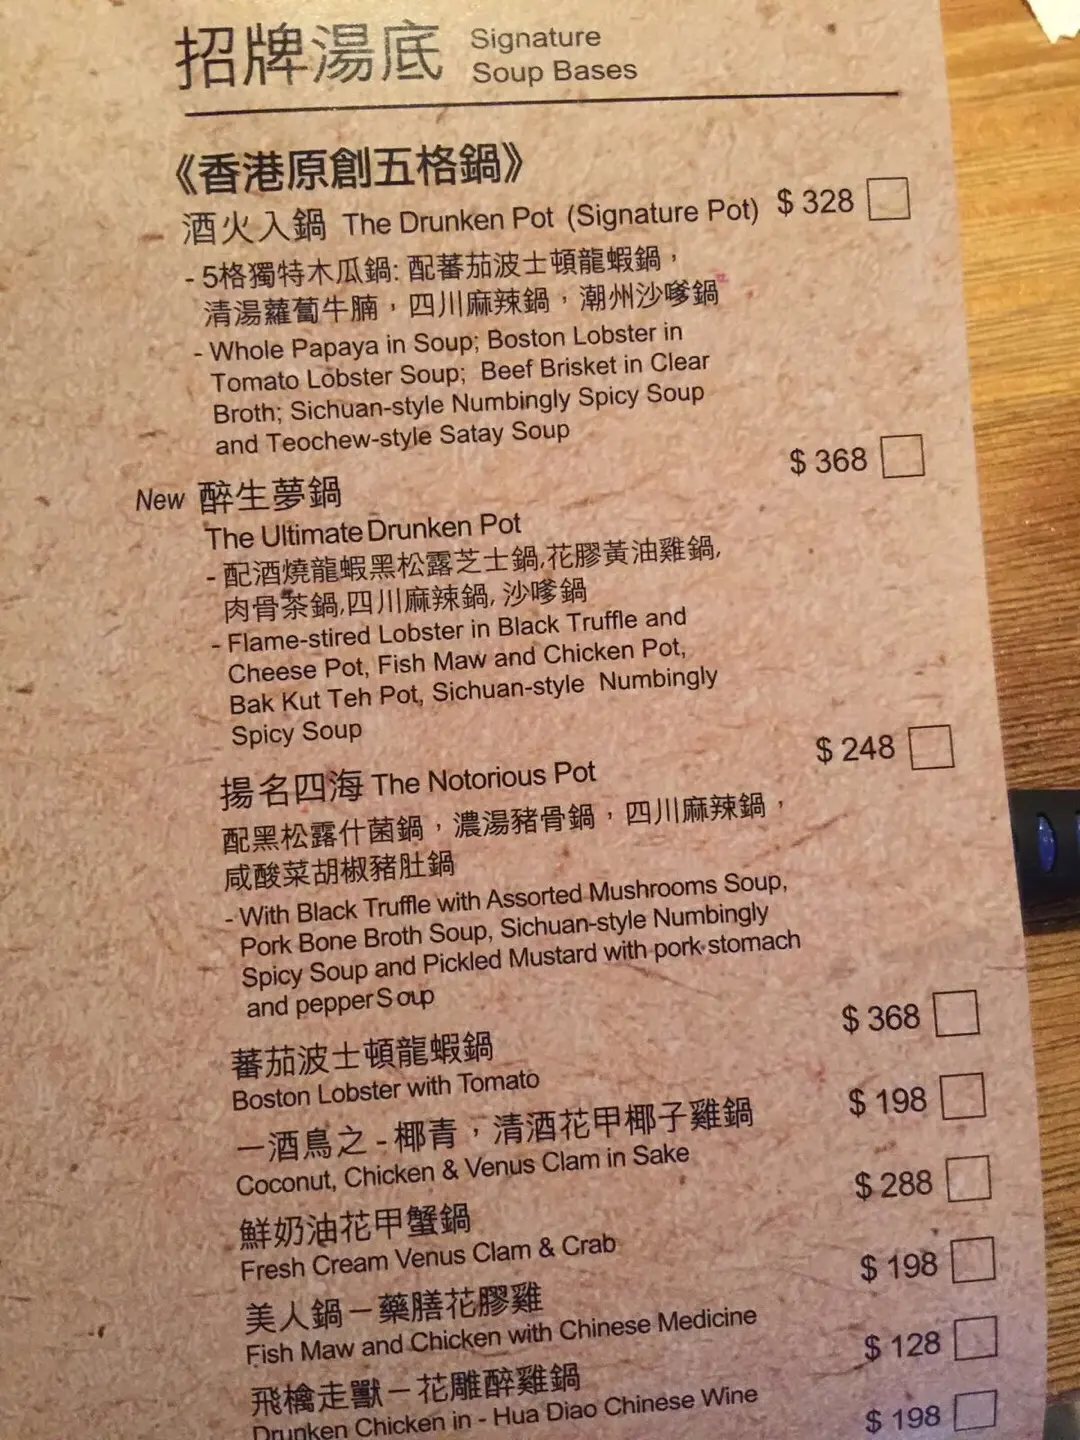 招牌湯底 Signature
Soup Bases
《香港原創五格鍋》
酒火入鍋 The Drunken Pot (Signature Pot) $ 328
- 5格獨特木瓜鍋: 配蕃茄波士頓龍蝦鍋，
清湯蘿蔔牛腩，四川麻辣鍋，潮州沙嗲鍋
- Whole Papaya in Soup; Boston Lobster in
Tomato Lobster Soup; Beef Brisket in Clear
Broth; Sichuan-style Numbingly Spicy Soup
and Teochew-style Satay Soup
$ 368
New 醉生夢鍋
The Ultimate Drunken Pot
- 配酒燒龍蝦黑松露芝士鍋,花膠黃油雞鍋,
肉骨茶鍋,四川麻辣鍋, 沙嗲鍋
- Flame-stired Lobster in Black Truffle and
Cheese Pot, Fish Maw and Chicken Pot,
Bak Kut Teh Pot, Sichuan-style Numbingly
Spicy Soup
$ 248
揚名四海 The Notorious Pot
配黑松露什菌鍋，濃湯豬骨鍋，四川麻辣鍋，
咸酸菜胡椒豬肚鍋
- With Black Truffle with Assorted Mushrooms Soup,
Pork Bone Broth Soup, Sichuan-style Numbingly
Spicy Soup and Pickled Mustard with pork stomach
and pepper Soup
$ 368
蕃茄波士頓龍蝦鍋
Boston Lobster with Tomato
$ 198
一酒鳥之 - 椰青，清酒花甲椰子雞鍋
Coconut, Chicken & Venus Clam in Sake
$ 288
鮮奶油花甲蟹鍋
Fresh Cream Venus Clam & Crab
$ 198
美人鍋－藥膳花膠雞
Fish Maw and Chicken with Chinese Medicine
$ 128
飛檎走獸－花雕醉雞鍋
Drunken Chicken in - Hua Diao Chinese Wine
$ 198